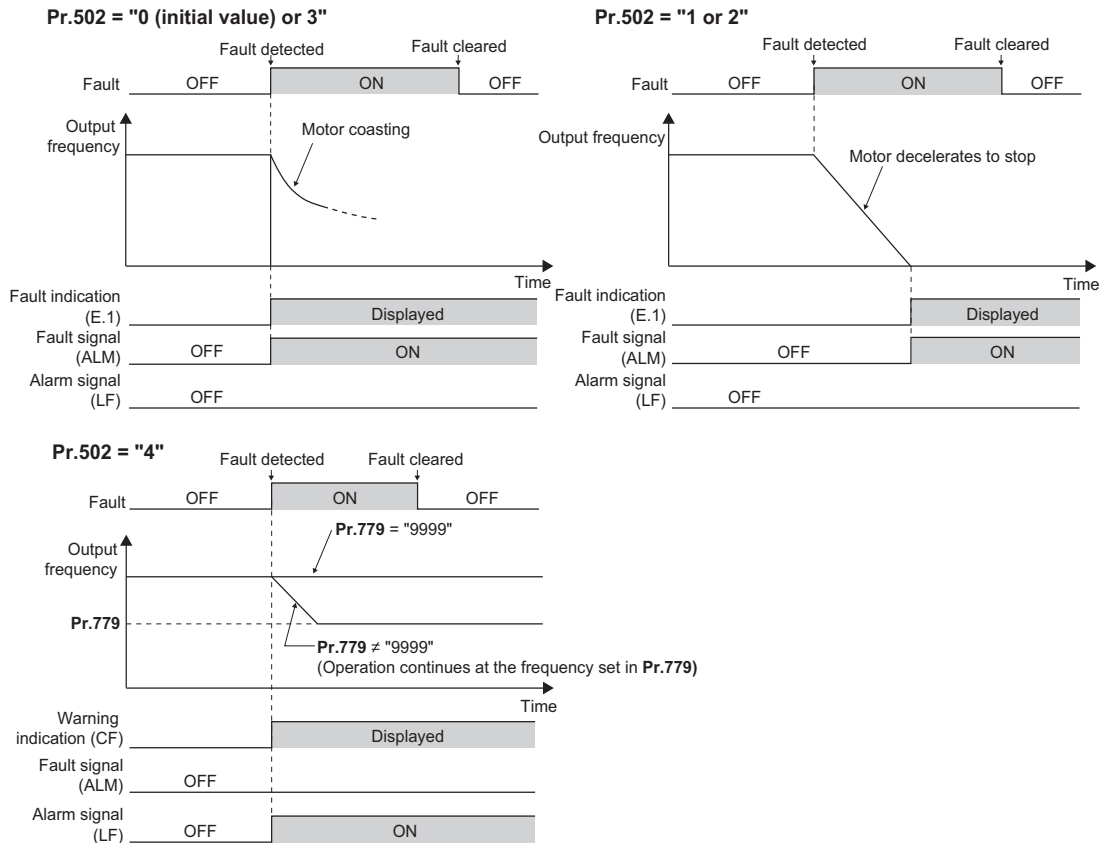 Pr.502 = "0 (initial value) or 3"
Fault detected
Fault cleared
Fault
OFF
ON
OFF
Output
frequency
Motor coasting
Time
Fault indication
(E.1)
Displayed
Fault signal
(ALM)
OFF
ON
Alarm signal
(LF)
OFF
Pr.502 = "1 or 2"
Fault detected
Fault cleared
Fault
OFF
ON
OFF
Output frequency
Motor decelerates to stop
Time
Fault indication
(E.1)
Displayed
Fault signal
(ALM)
OFF
ON
Alarm signal
(LF)
OFF
Pr.502 = "4"
Fault detected
Fault cleared
Fault
OFF
ON
OFF
Output
frequency
Pr.779 = "9999"
Pr.779
Pr.779 ≠ "9999"
(Operation continues at the frequency set in Pr.779)
Time
Warning
indication (CF)
Displayed
Fault signal
(ALM)
OFF
Alarm signal
(LF)
OFF
ON